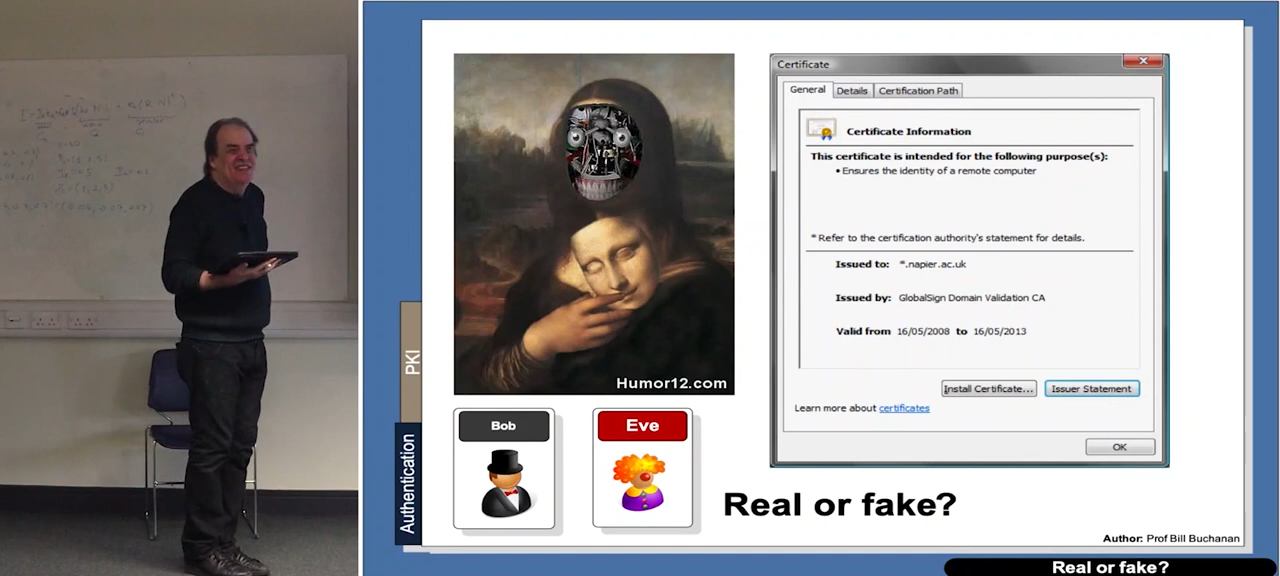 Certificate
General Details Certification Path
Certificate Information
This certificate is intended for the following purpose(s):
• Ensures the identity of a remote computer
* Refer to the certification authority's statement for details.
Issued to: *.napier.ac.uk
Issued by: GlobalSign Domain Validation CA
Valid from 16/05/2008 to 16/05/2013
Install Certificate... Issuer Statement
Learn more about certificates
OK
Humor12.com
PKI
Authentication
Bob
Eve
Real or fake?
Author: Prof Bill Buchanan
Real or fake?